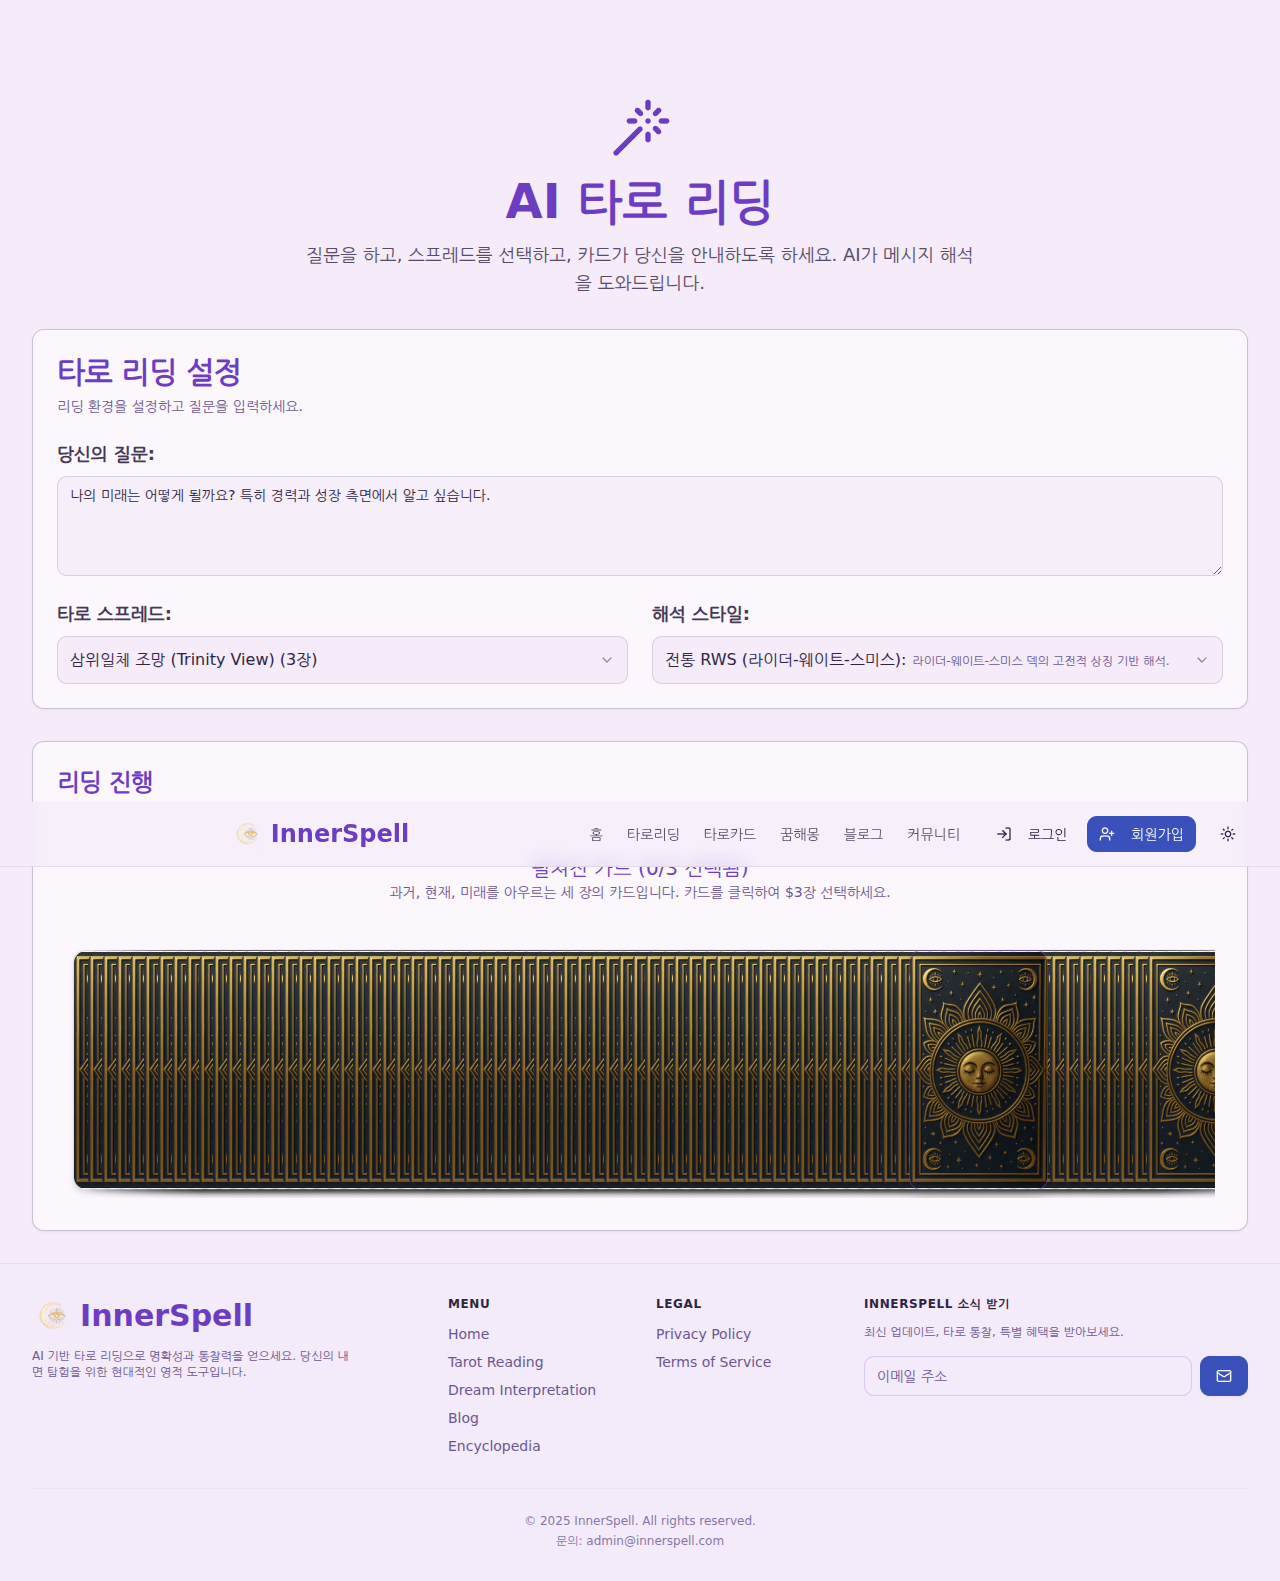 AI 타로 리딩
질문을 하고, 스프레드를 선택하고, 카드가 당신을 안내하도록 하세요. AI가 메시지 해석
을 도와드립니다.
타로 리딩 설정
리딩 환경을 설정하고 질문을 입력하세요.
당신의 질문:
나의 미래는 어떻게 될까요? 특히 경력과 성장 측면에서 알고 싶습니다.
타로 스프레드:
해석 스타일:
삼위일체 조망 (Trinity View) (3장)
전통 RWS (라이더-웨이트-스미스): 라이더-웨이트-스미스 덱의 고전적 상징 기반 해석.
리딩 진행
InnerSpell
홈 타로리딩 타로카드 꿈해몽 블로그 커뮤니티 로그인 회원가입
펼쳐진 카드 (0/3 선택됨)
과거, 현재, 미래를 아우르는 세 장의 카드입니다. 카드를 클릭하여 $3장 선택하세요.
InnerSpell
AI 기반 타로 리딩으로 명확성과 통찰력을 얻으세요. 당신의 내
면 탐험을 위한 현대적인 영적 도구입니다.
MENU
Home
Tarot Reading
Dream Interpretation
Blog
Encyclopedia
LEGAL
Privacy Policy
Terms of Service
INNERSPELL 소식 받기
최신 업데이트, 타로 통찰, 특별 혜택을 받아보세요.
이메일 주소
© 2025 InnerSpell. All rights reserved.
문의: admin@innerspell.com